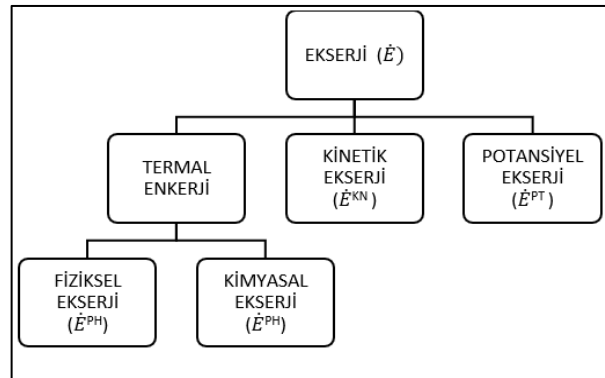 EKSERJİ (Ė)
TERMAL
ENKERJİ
KİNETİK
EKSERJİ
(Ė^KN)
POTANSİYEL
EKSERJİ
(Ė^PT)
FİZİKSEL
EKSERJİ
(Ė^PH)
KİMYASAL
EKSERJİ
(Ė^PH)